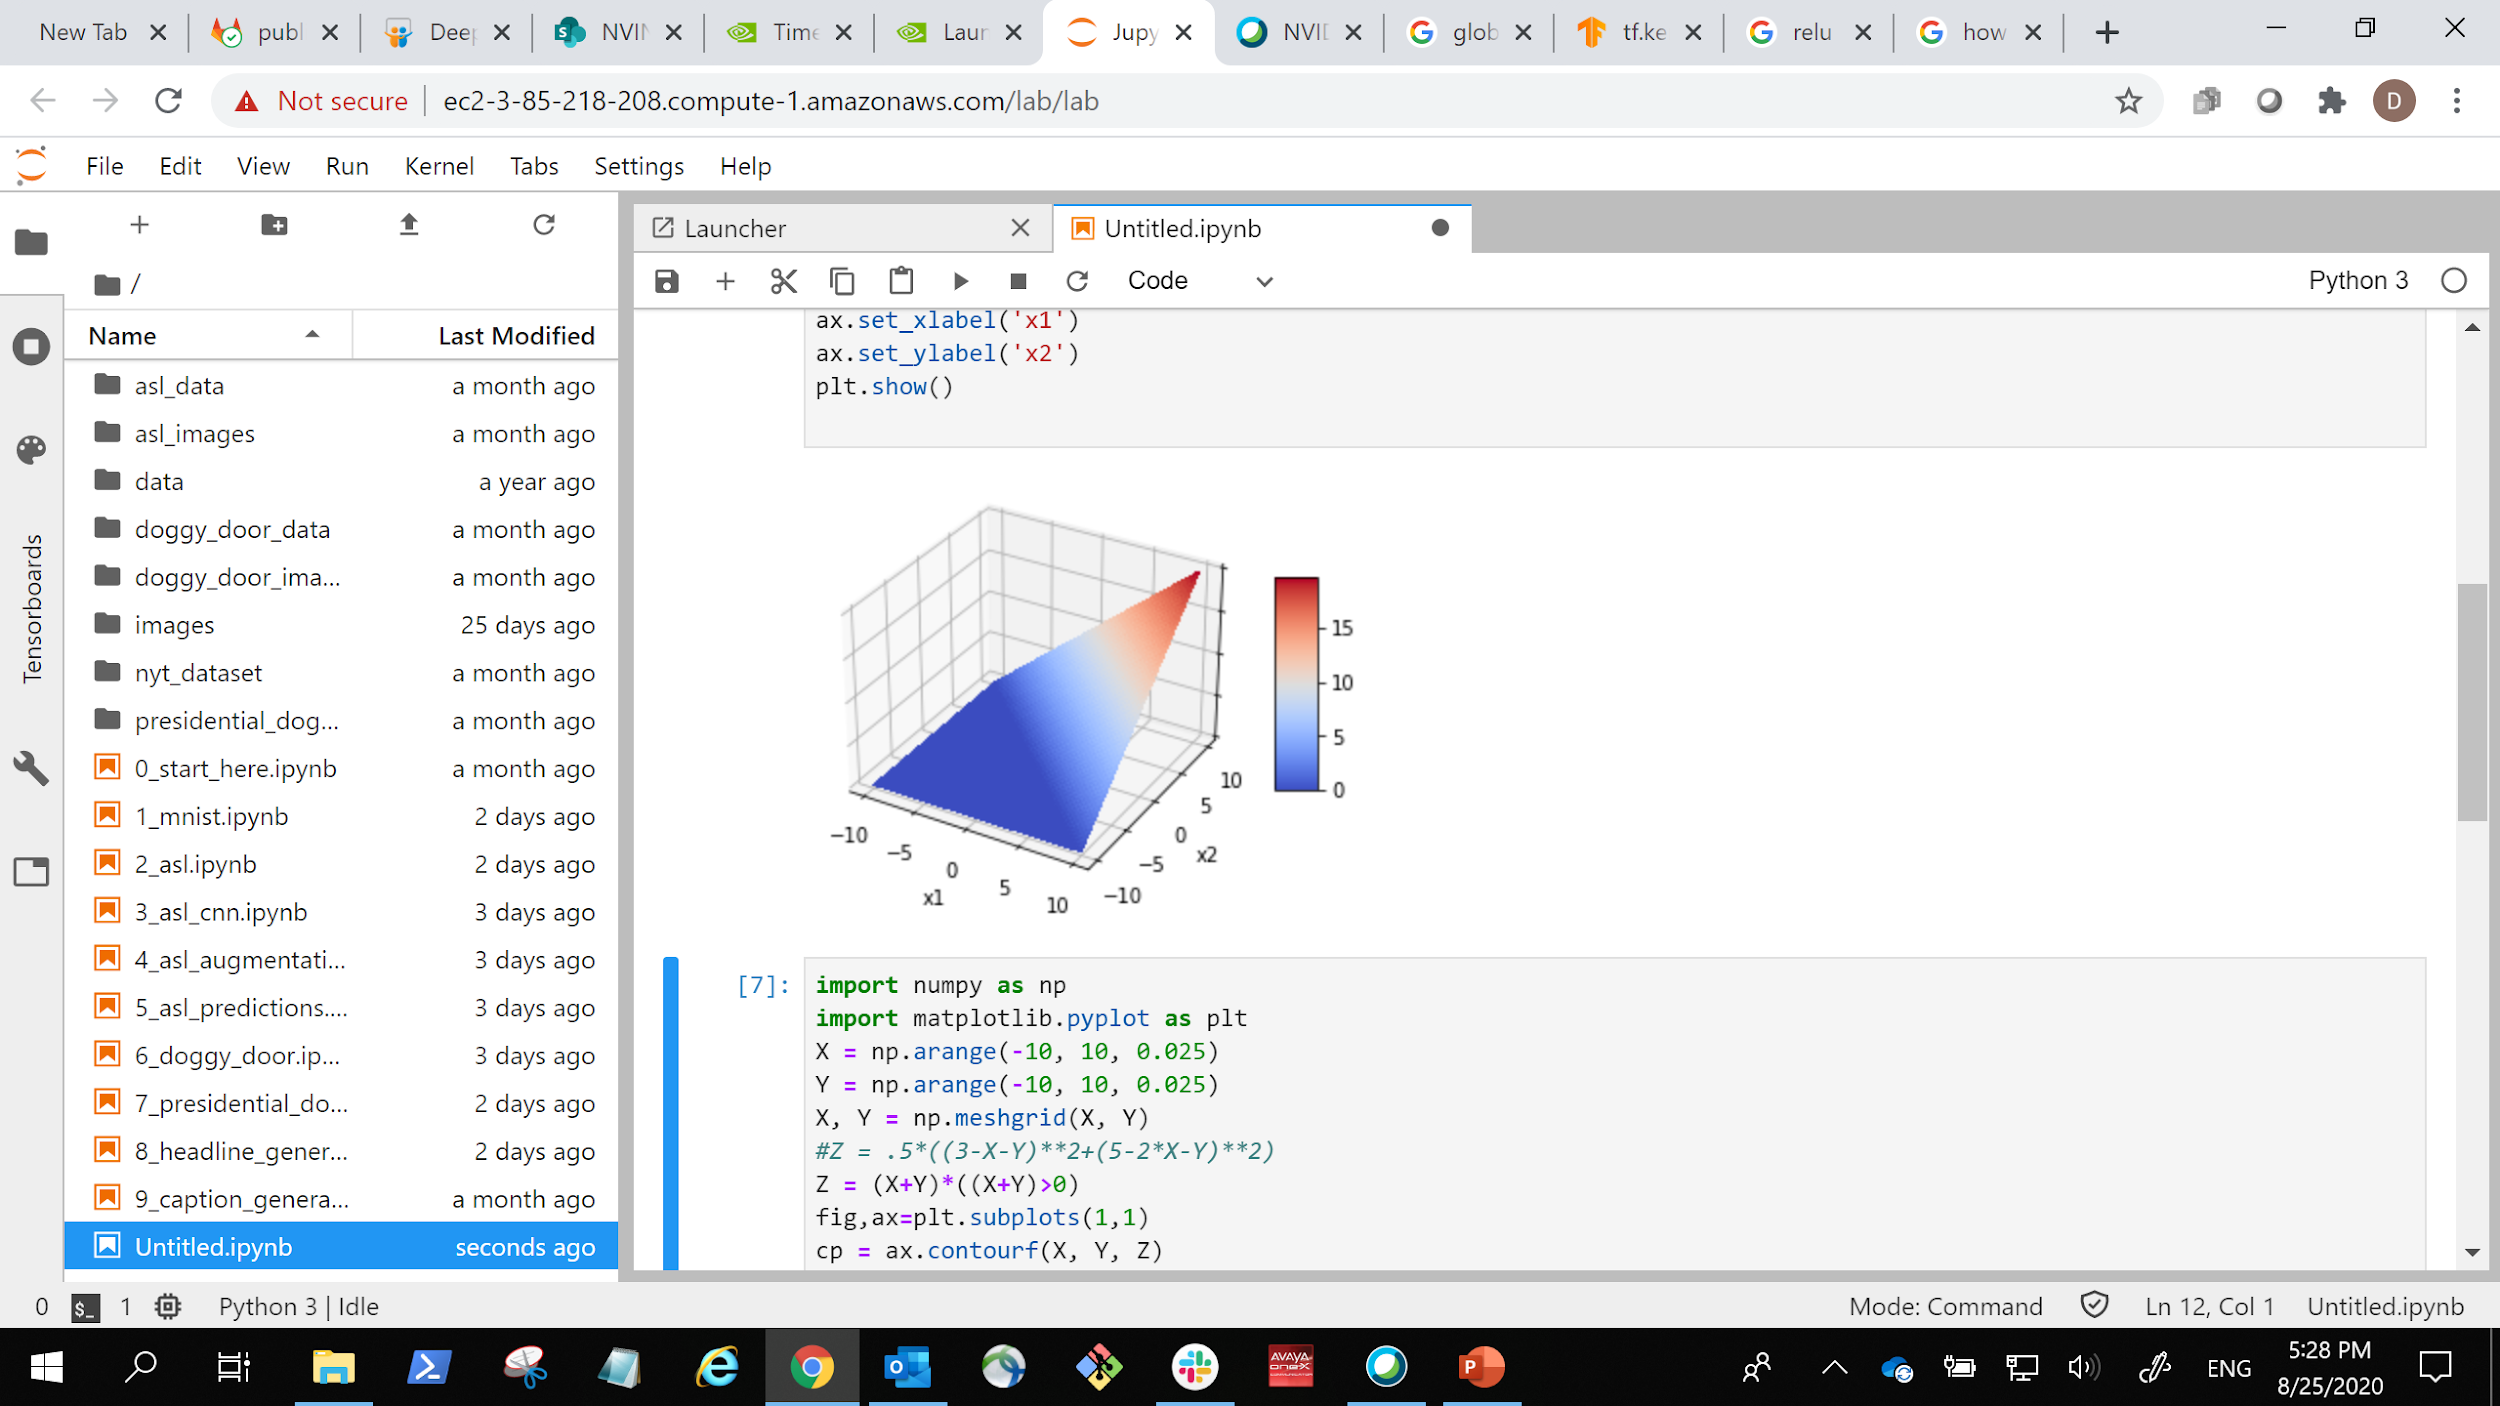 New Tab
publ
Deep
NVIN
Time
Laun
Jupy
NVID
glob
tf.ke
relu
how
Not secure
ec2-3-85-218-208.compute-1.amazonaws.com/lab/lab
D
File Edit View Run Kernel Tabs Settings Help
Launcher
Untitled.ipynb
/
Code
Python 3
Name Last Modified
asl_data a month ago
asl_images a month ago
data a year ago
doggy_door_data a month ago
doggy_door_ima... a month ago
images 25 days ago
nyt_dataset a month ago
presidential_dog... a month ago
0_start_here.ipynb a month ago
1_mnist.ipynb 2 days ago
2_asl.ipynb 2 days ago
3_asl_cnn.ipynb 3 days ago
4_asl_augmentati... 3 days ago
5_asl_predictions.... 3 days ago
6_doggy_door.ip... 3 days ago
7_presidential_do... 2 days ago
8_headline_gener... 2 days ago
9_caption_genera... a month ago
Untitled.ipynb seconds ago
Tensorboards
ax.set_xlabel('x1')
ax.set_ylabel('x2')
plt.show()
15
10
5
0
−10 −5 0 5 10
x1
−10 −5 0 5 10
x2
[7]:
import numpy as np
import matplotlib.pyplot as plt
X = np.arange(-10, 10, 0.025)
Y = np.arange(-10, 10, 0.025)
X, Y = np.meshgrid(X, Y)
#Z = .5*((3-X-Y)**2+(5-2*X-Y)**2)
Z = (X+Y)*((X+Y)>0)
fig,ax=plt.subplots(1,1)
cp = ax.contourf(X, Y, Z)
0 $_ 1 Python 3 | Idle
Mode: Command Ln 12, Col 1 Untitled.ipynb
AVAYA
one-X
ENG
5:28 PM
8/25/2020